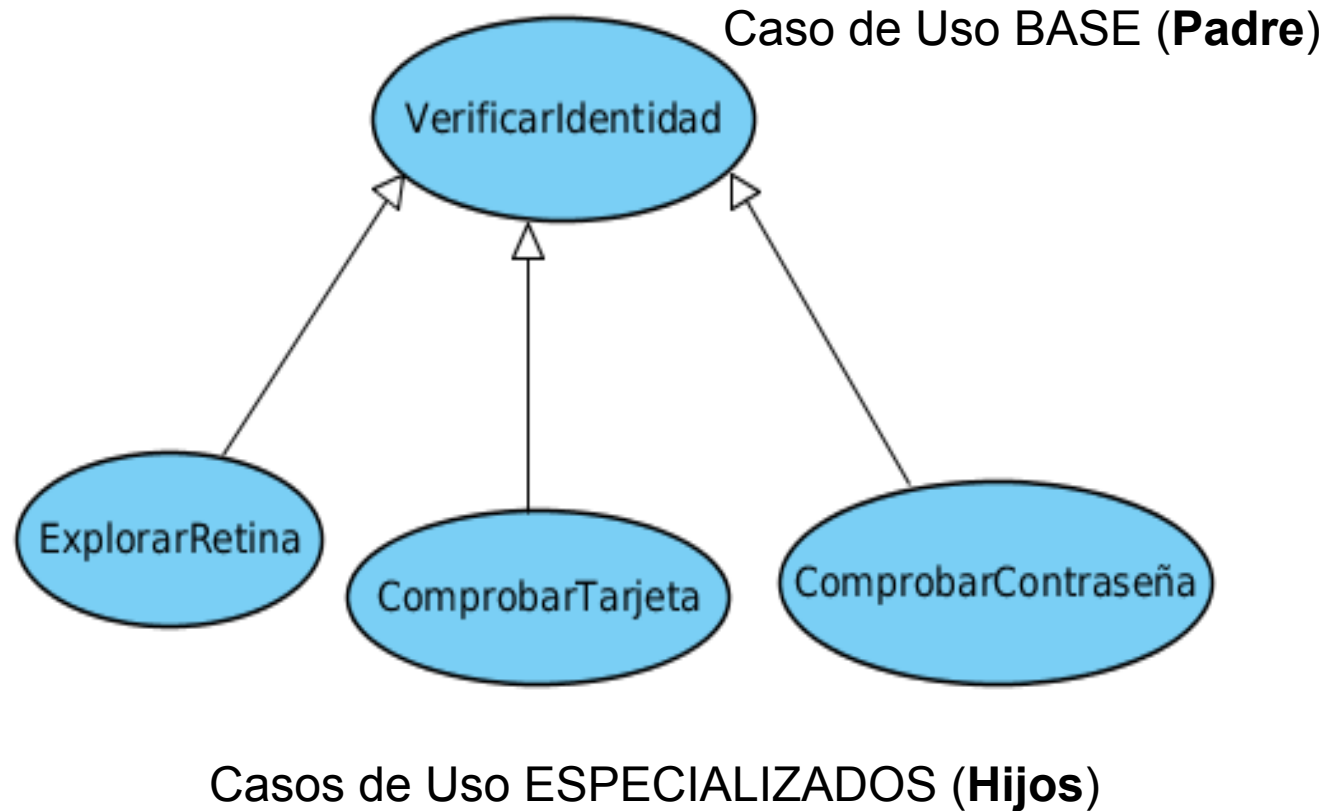 Caso de Uso BASE (Padre)
VerificarIdentidad
ExplorarRetina
ComprobarTarjeta
ComprobarContraseña
Casos de Uso ESPECIALIZADOS (Hijos)